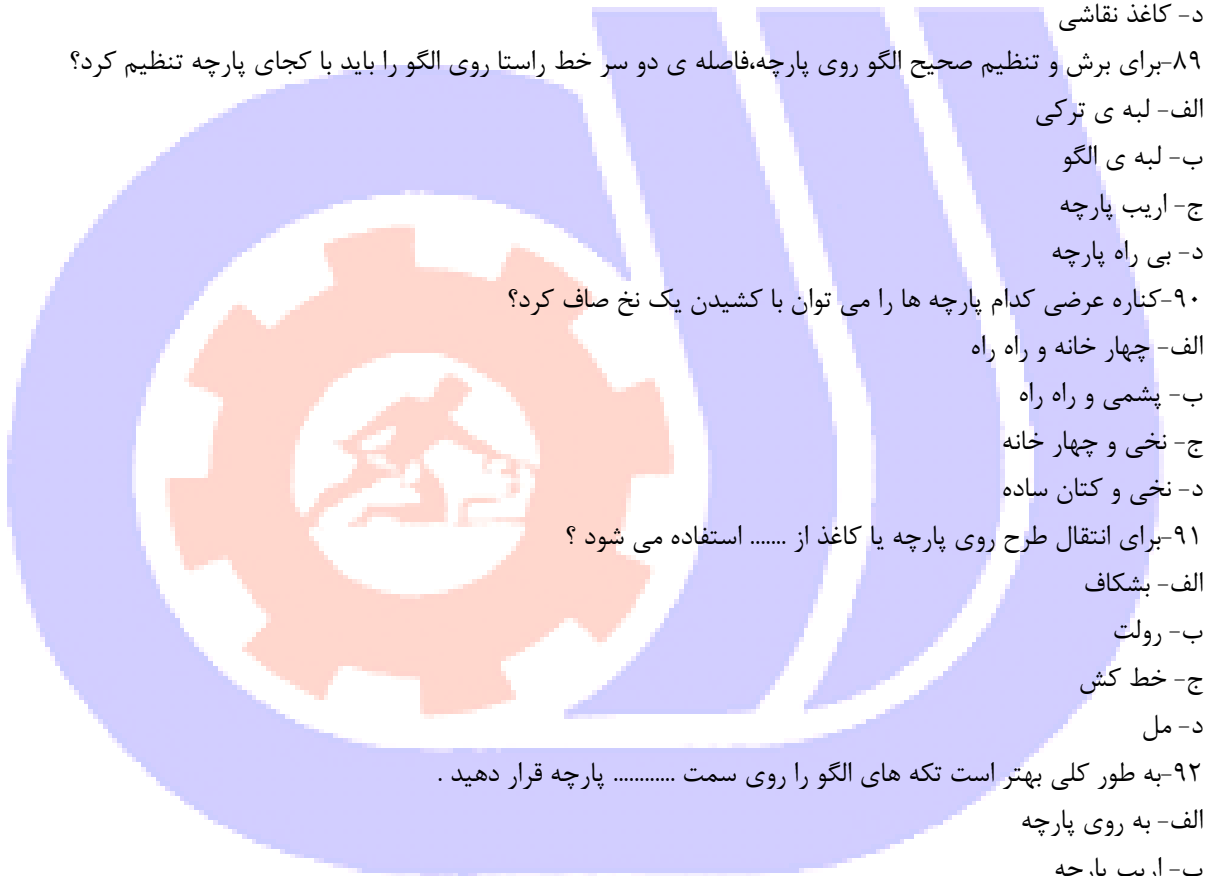 د- کاغذ نقاشی
۸۹-برای برش و تنظیم صحیح الگو روی پارچه،فاصله ی دو سر خط راستا روی الگو را باید با کجای پارچه تنظیم کرد؟
الف- لبه ی ترکی
ب- لبه ی الگو
ج- اریب پارچه
د- بی راه پارچه
۹۰-کناره عرضی کدام پارچه ها را می توان با کشیدن یک نخ صاف کرد؟
الف- چهار خانه و راه راه
ب- پشمی و راه راه
ج- نخی و چهار خانه
د- نخی و کتان ساده
۹۱-برای انتقال طرح روی پارچه یا کاغذ از ....... استفاده می شود ؟
الف- بشکاف
ب- رولت
ج- خط کش
د- مل
۹۲-به طور کلی بهتر است تکه های الگو را روی سمت ............ پارچه قرار دهید .
الف- به روی پارچه
ب- اریب پارچه